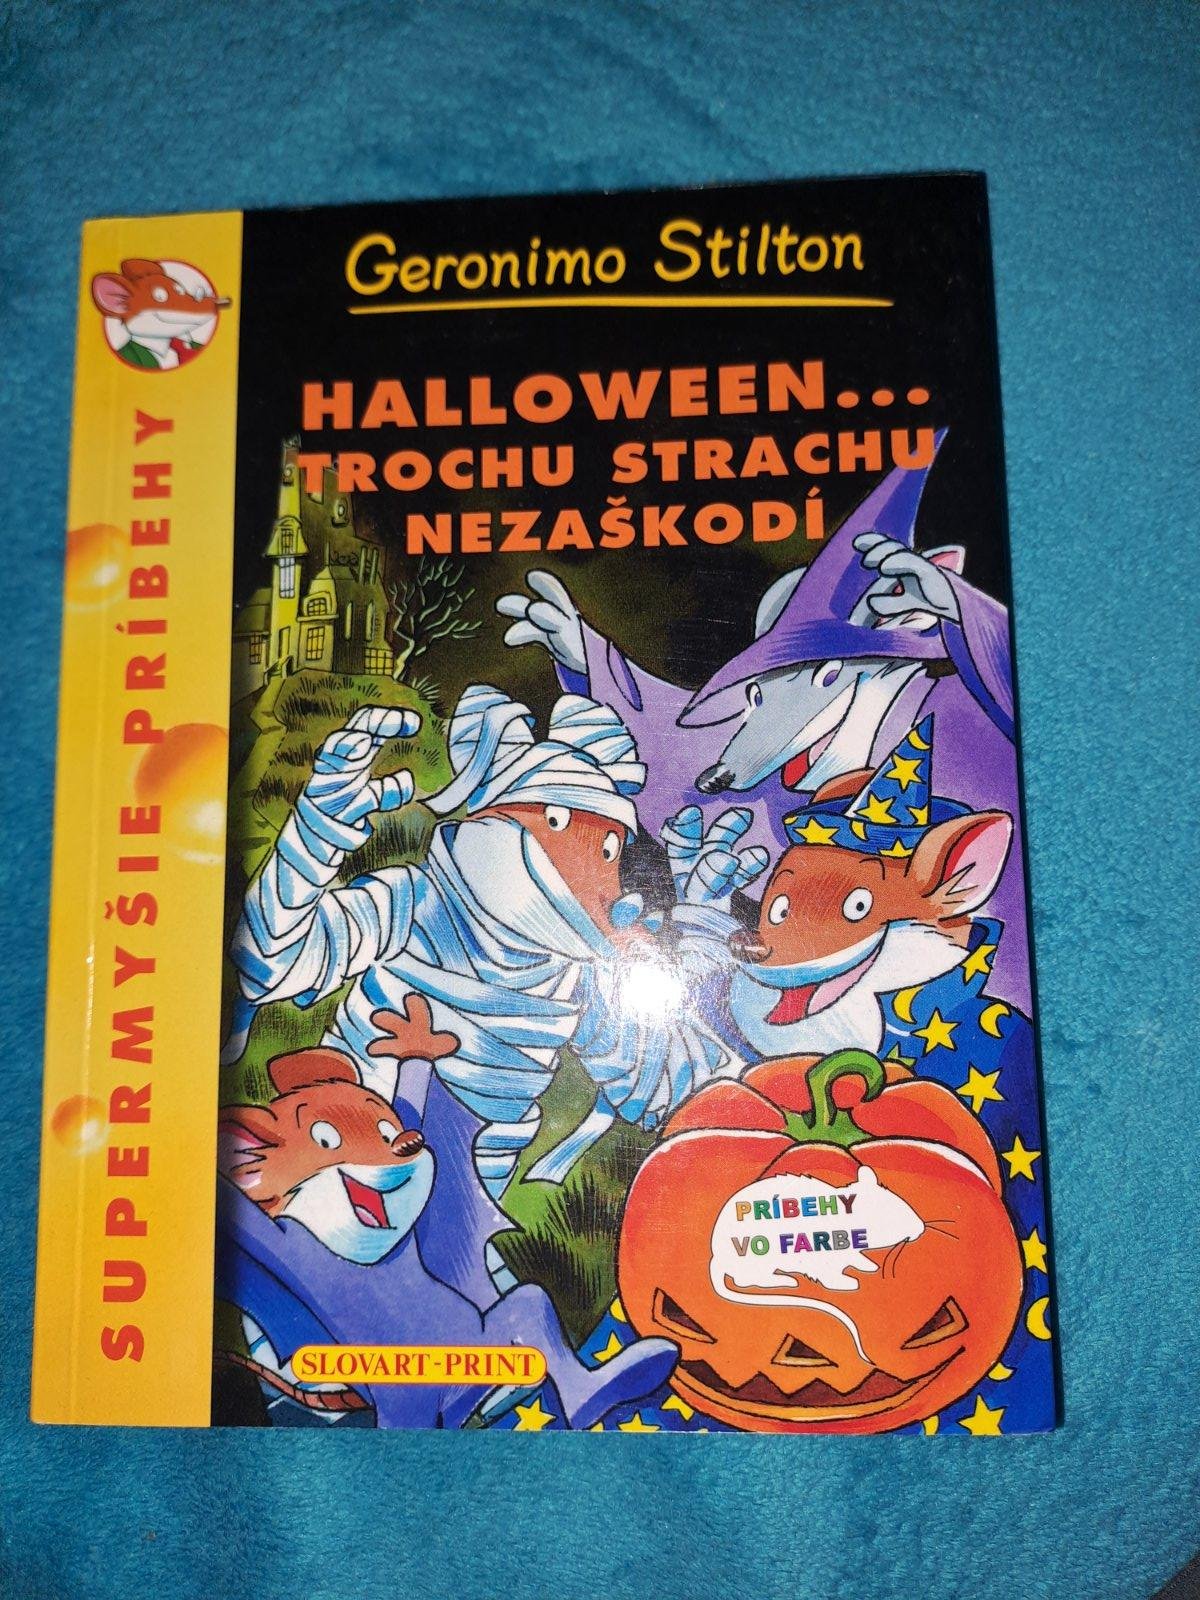 Geronimo Stilton
HALLOWEEN...
TROCHU STRACHU
NEZAŠKODÍ
SUPERMYŠIE PRÍBEHY
PRÍBEHY
VO FARBE
SLOVART-PRINT